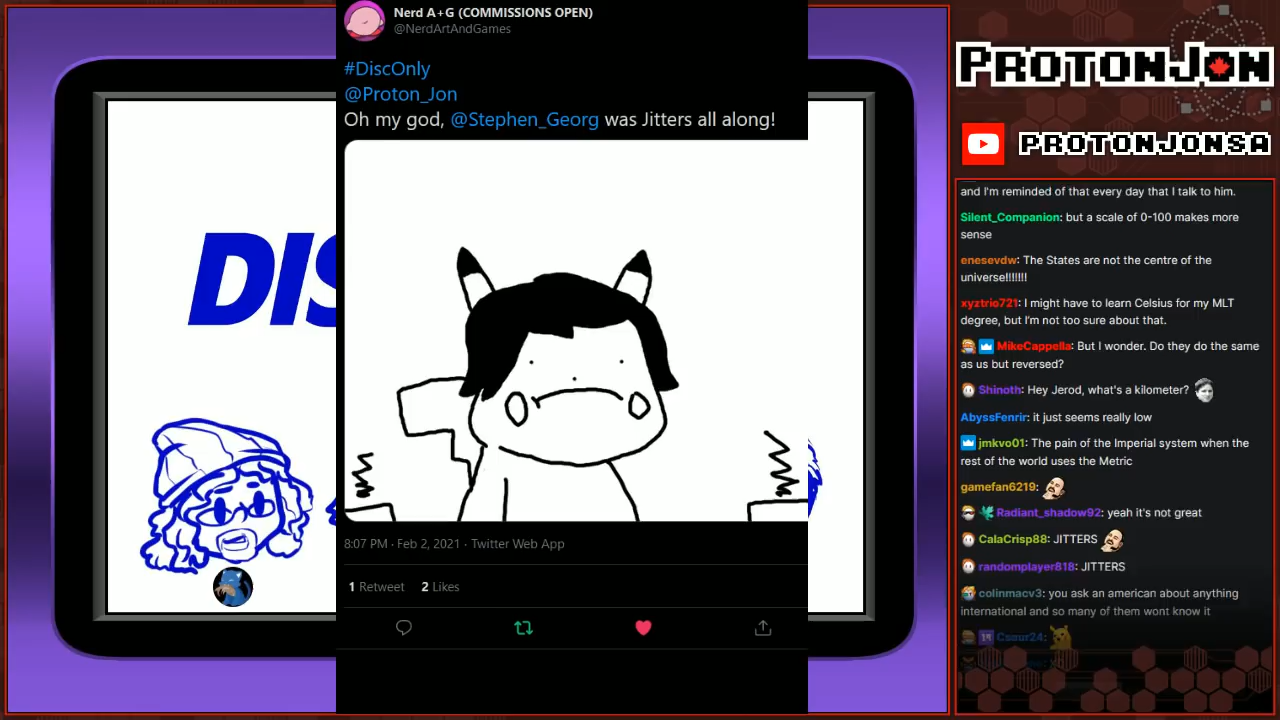 Nerd A+G (COMMISSIONS OPEN)
@NerdArtAndGames
#DiscOnly
@Proton_Jon
Oh my god, @Stephen_Georg was Jitters all along!
DIS
8:07 PM · Feb 2, 2021 · Twitter Web App
1 Retweet 2 Likes
PROTONJON
PROTONJONSA
and I'm reminded of that every day that I talk to him.
Silent_Companion: but a scale of 0-100 makes more
sense
enesevdw: The States are not the centre of the
universe!!!!!!!
xyztrio721: I might have to learn Celsius for my MLT
degree, but I'm not too sure about that.
MikeCappella: But I wonder. Do they do the same
as us but reversed?
Shinoth: Hey Jerod, what's a kilometer?
AbyssFenrir: it just seems really low
jmkvo01: The pain of the Imperial system when the
rest of the world uses the Metric
gamefan6219:
Radiant_shadow92: yeah it's not great
CalaCrisp88: JITTERS
randomplayer818: JITTERS
colinmacv3: you ask an american about anything
international and so many of them wont know it
Csaur24: